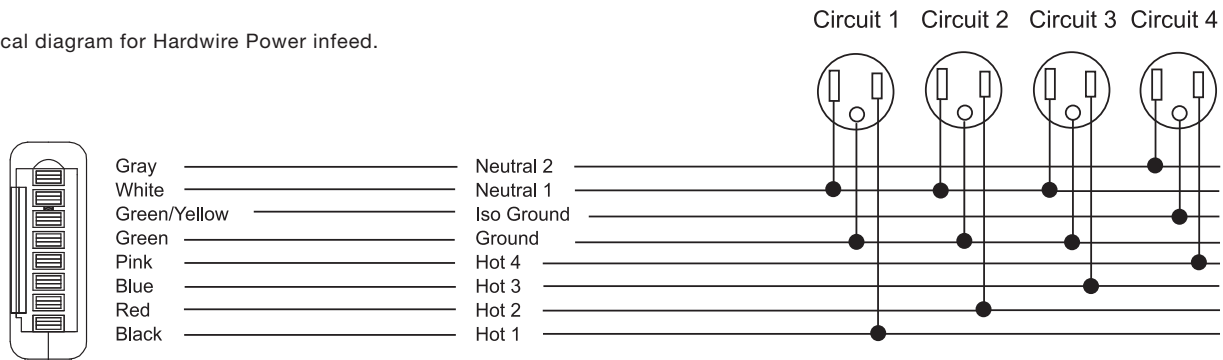 Circuit 1 Circuit 2 Circuit 3 Circuit 4
cal diagram for Hardwire Power infeed.
Gray Neutral 2
White Neutral 1
Green/Yellow Iso Ground
Green Ground
Pink Hot 4
Blue Hot 3
Red Hot 2
Black Hot 1